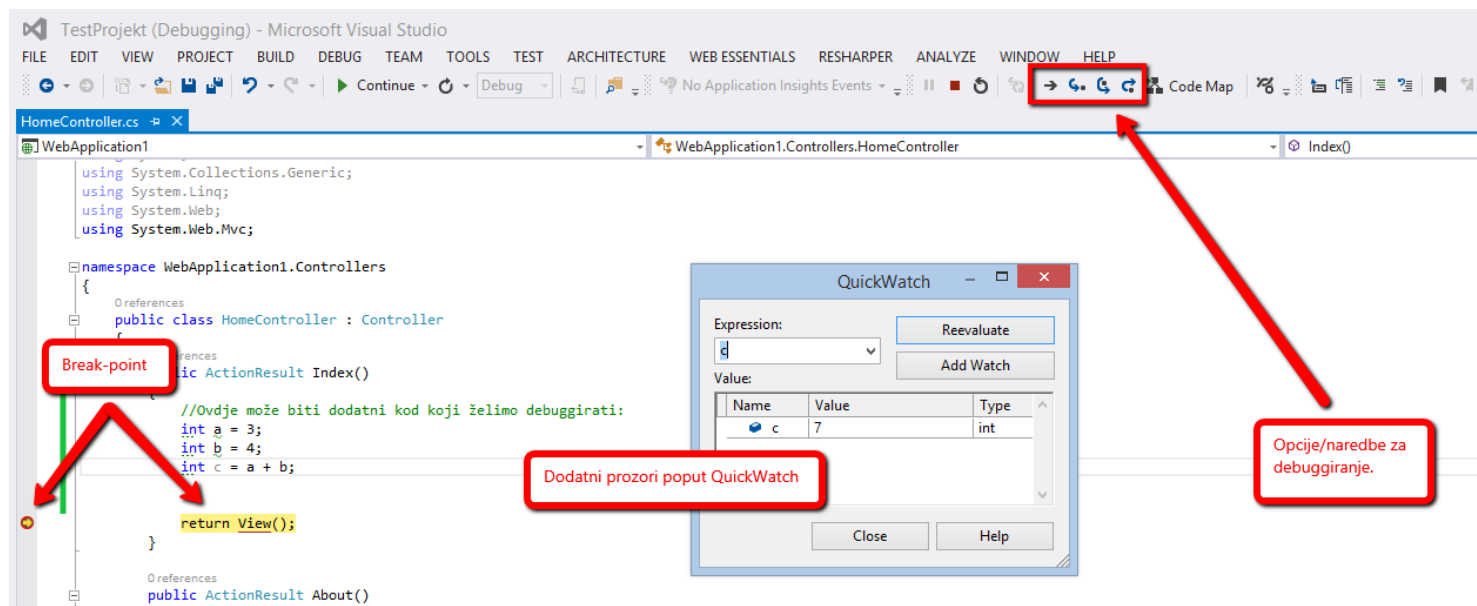 TestProjekt (Debugging) - Microsoft Visual Studio
FILE EDIT VIEW PROJECT BUILD DEBUG TEAM TOOLS TEST ARCHITECTURE WEB ESSENTIALS RESHARPER ANALYZE WINDOW HELP
Continue Debug No Application Insights Events Code Map
HomeController.cs
WebApplication1 WebApplication1.Controllers.HomeController Index()
using System.Collections.Generic;
using System.Linq;
using System.Web;
using System.Web.Mvc;
namespace WebApplication1.Controllers
{
0 references
public class HomeController : Controller
{
rences
lic ActionResult Index()
{
//Ovdje može biti dodatni kod koji želimo debuggirati:
int a = 3;
int b = 4;
int c = a + b;
return View();
}
0 references
public ActionResult About()
Break-point
QuickWatch
Expression:
Reevaluate
c
Add Watch
Value:
Name Value Type
c 7 int
Close Help
Dodatni prozori poput QuickWatch
Opcije/naredbe za
debuggiranje.